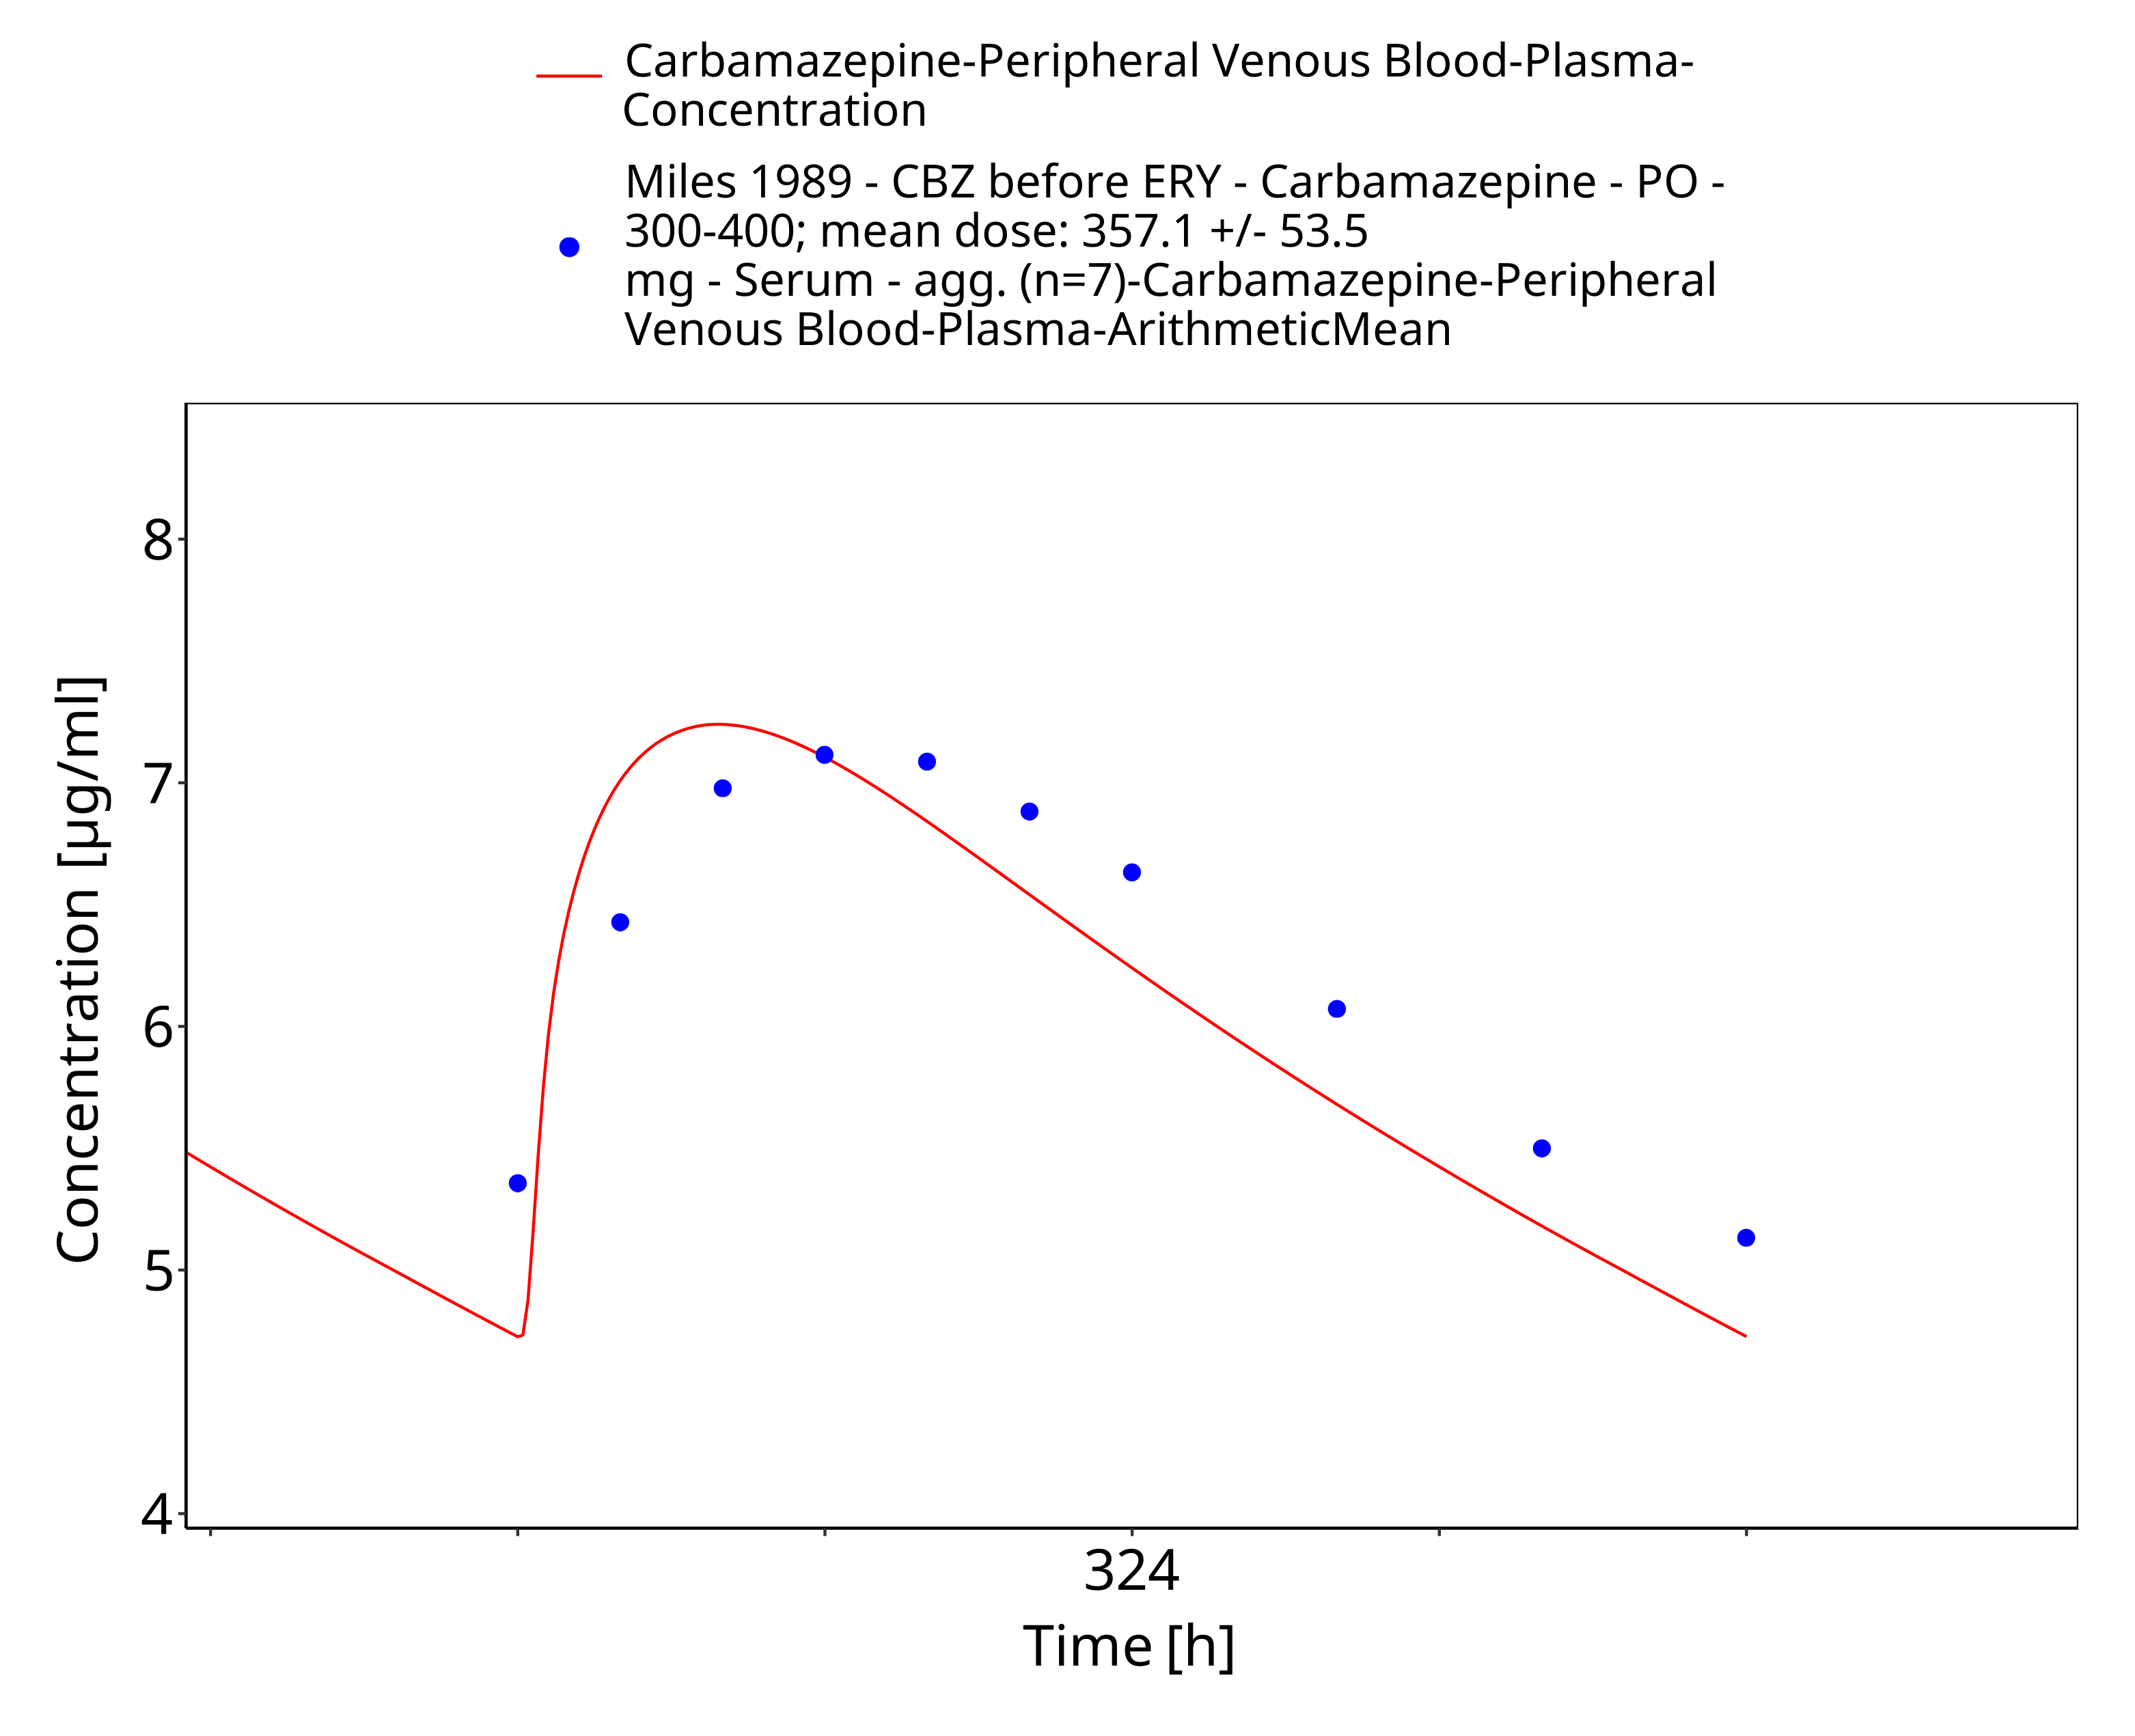 Carbamazepine-Peripheral Venous Blood-Plasma-
Concentration
Miles 1989 - CBZ before ERY - Carbamazepine - PO -
300-400; mean dose: 357.1 +/- 53.5
mg - Serum - agg. (n=7)-Carbamazepine-Peripheral
Venous Blood-Plasma-ArithmeticMean
8
7
6
5
4
Concentration [µg/ml]
324
Time [h]